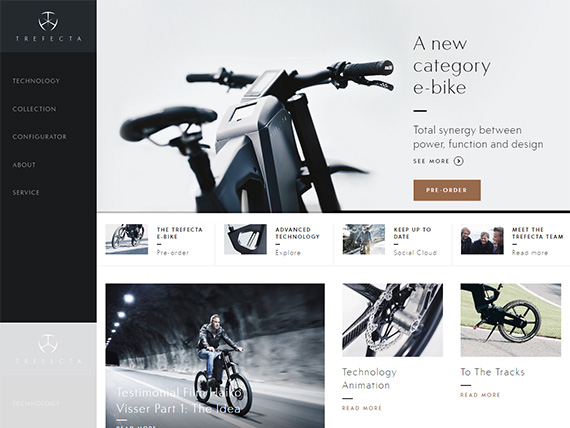 TREFECTA
TECHNOLOGY
COLLECTION
CONFIGURATOR
ABOUT
SERVICE
A new
category
e-bike
Total synergy between
power, function and design
SEE MORE
PRE-ORDER
THE TREFECTA
E-BIKE
Pre-order
ADVANCED
TECHNOLOGY
Explore
KEEP UP TO
DATE
Social Cloud
MEET THE
TREFECTA TEAM
Read more
Testimonial Film Haiko
Visser Part 1: The Idea
READ MORE
Technology
Animation
READ MORE
To The Tracks
READ MORE
TREFECTA
TECHNOLOGY